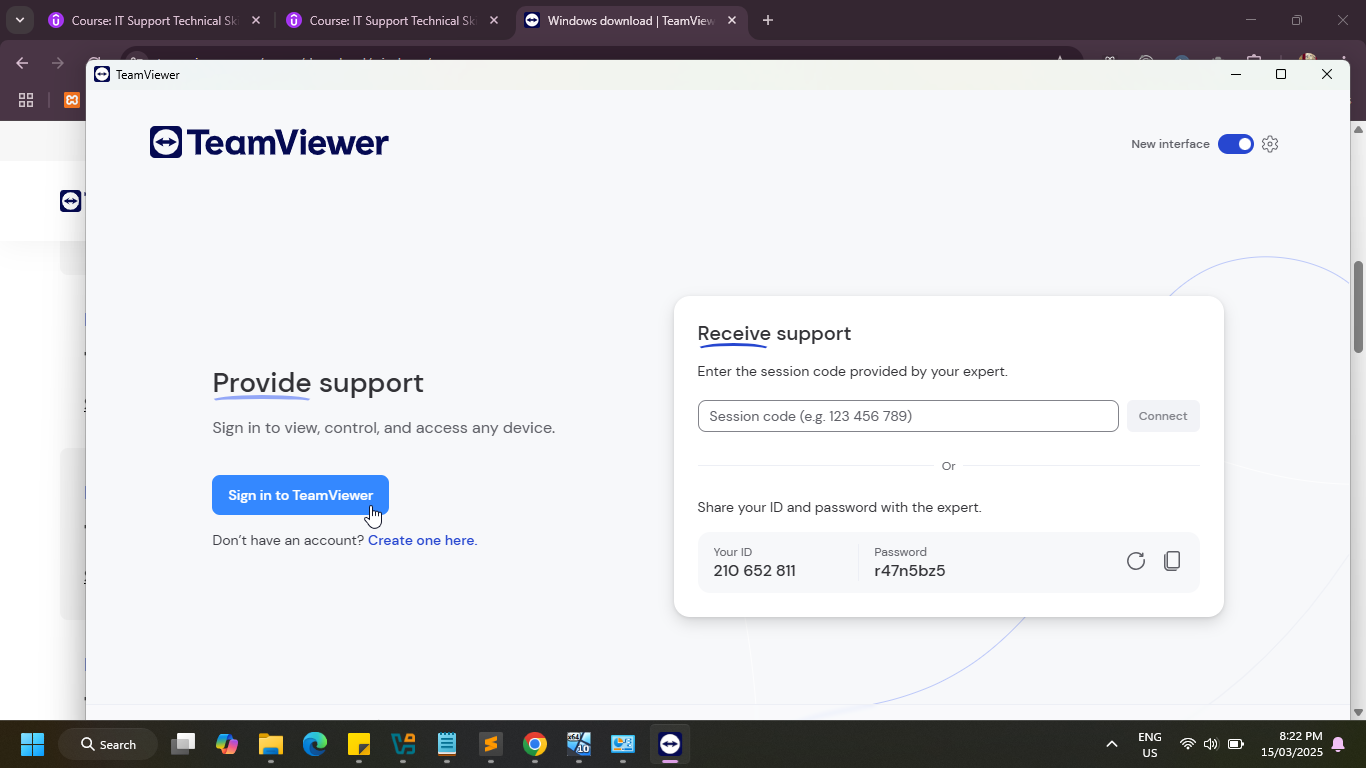 Course: IT Support Technical Sk
Course: IT Support Technical Sk
Windows download | TeamView
TeamViewer
TeamViewer
New interface
Provide support
Sign in to view, control, and access any device.
Sign in to TeamViewer
Don't have an account? Create one here.
Receive support
Enter the session code provided by your expert.
Session code (e.g. 123 456 789)
Connect
Or
Share your ID and password with the expert.
Your ID
210 652 811
Password
r47n5bz5
Search
ENG
US
8:22 PM
15/03/2025